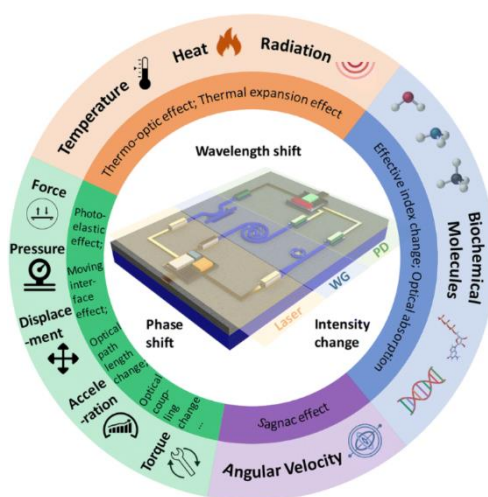 Temperature
Heat
Radiation
Thermo-optic effect; Thermal expansion effect
Biochemical
Molecules
Effective index change; Optical absorption
Angular Velocity
Sagnac effect
Force
Pressure
Displace
-ment
Accele
-ration
Torque
Photo-
elastic
effect;
Moving
inter-
face
effect;
Optical
path
length
change;
Optical
coup-
ling
change
...
Wavelength shift
Phase
shift
Intensity
change
Laser
WG
PD